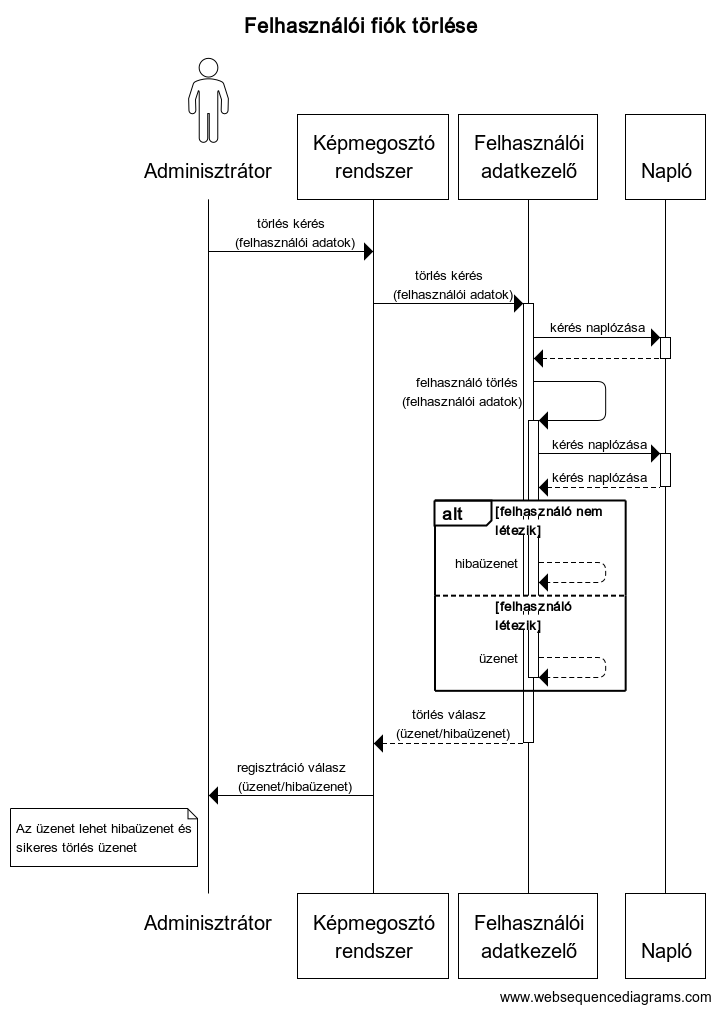 Felhasználói fiók törlése
Adminisztrátor
Képmegosztó
rendszer
Felhasználói
adatkezelő
Napló
törlés kérés
(felhasználói adatok)
törlés kérés
(felhasználói adatok)
kérés naplózása
felhasználó törlés
(felhasználói adatok)
kérés naplózása
kérés naplózása
alt
[felhasználó nem
létezik]
hibaüzenet
[felhasználó
létezik]
üzenet
törlés válasz
(üzenet/hibaüzenet)
regisztráció válasz
(üzenet/hibaüzenet)
Az üzenet lehet hibaüzenet és
sikeres törlés üzenet
Adminisztrátor
Képmegosztó
rendszer
Felhasználói
adatkezelő
Napló
www.websequencediagrams.com